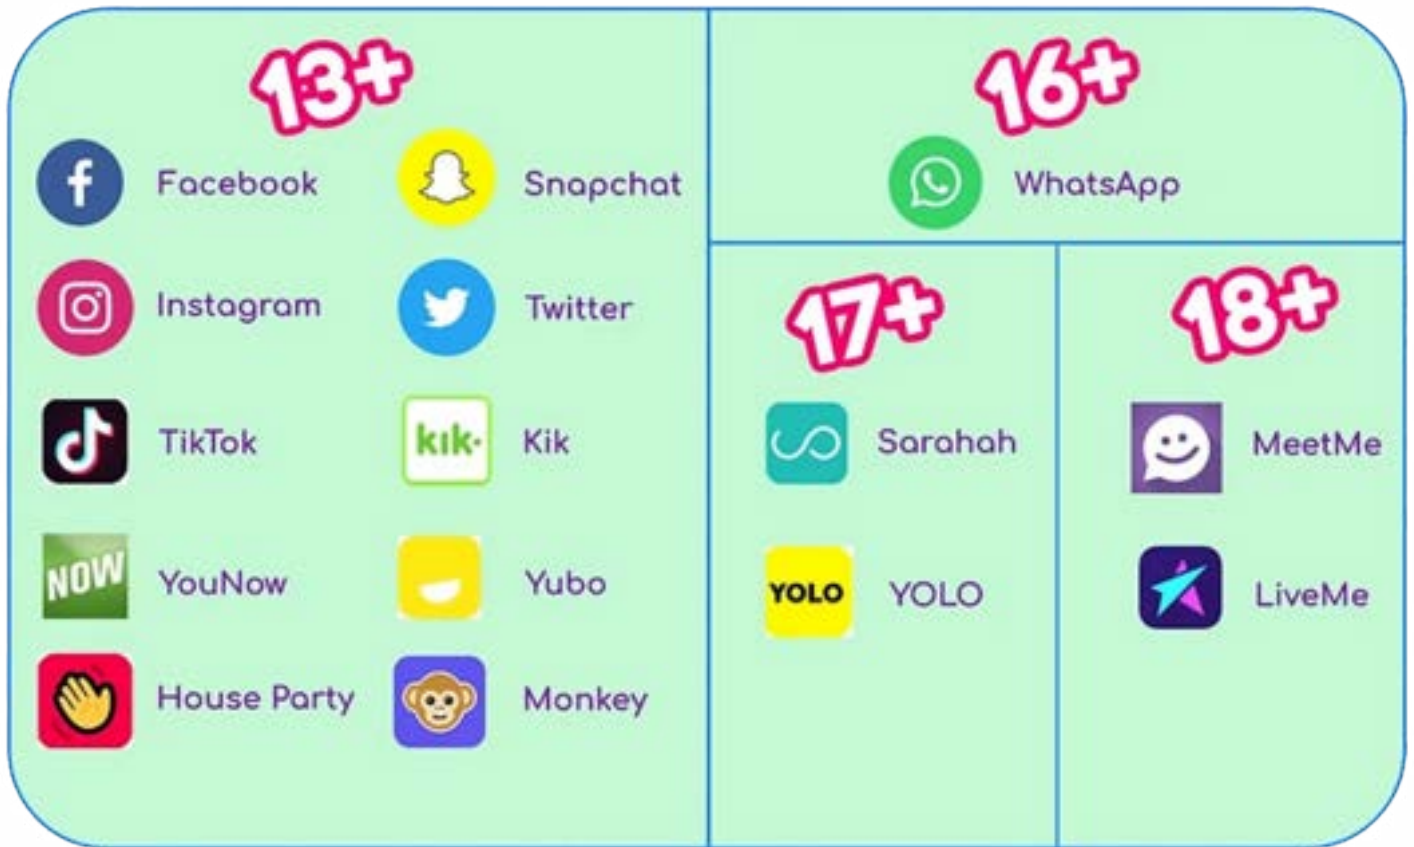 13+
Facebook
Snapchat
Instagram
Twitter
TikTok
kik.
Kik
NOW
YouNow
Yubo
House Party
Monkey
16+
WhatsApp
17+
Sarahah
YOLO
YOLO
18+
MeetMe
LiveMe